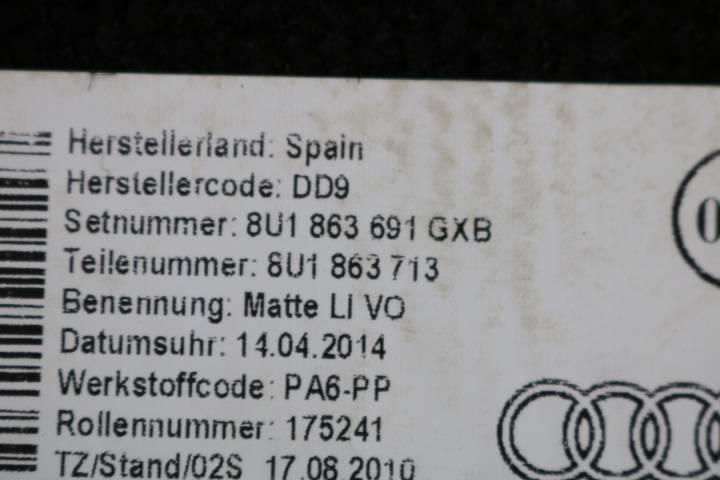 Herstellerland: Spain
Herstellercode: DD9
Setnummer: 8U1 863 691 GXB
Teilenummer: 8U1 863 713
Benennung: Matte LI VO
Datumsuhr: 14.04.2014
Werkstoffcode: PA6-PP
Rollennummer: 175241
TZ/Stand/02S 17.08.2010
0